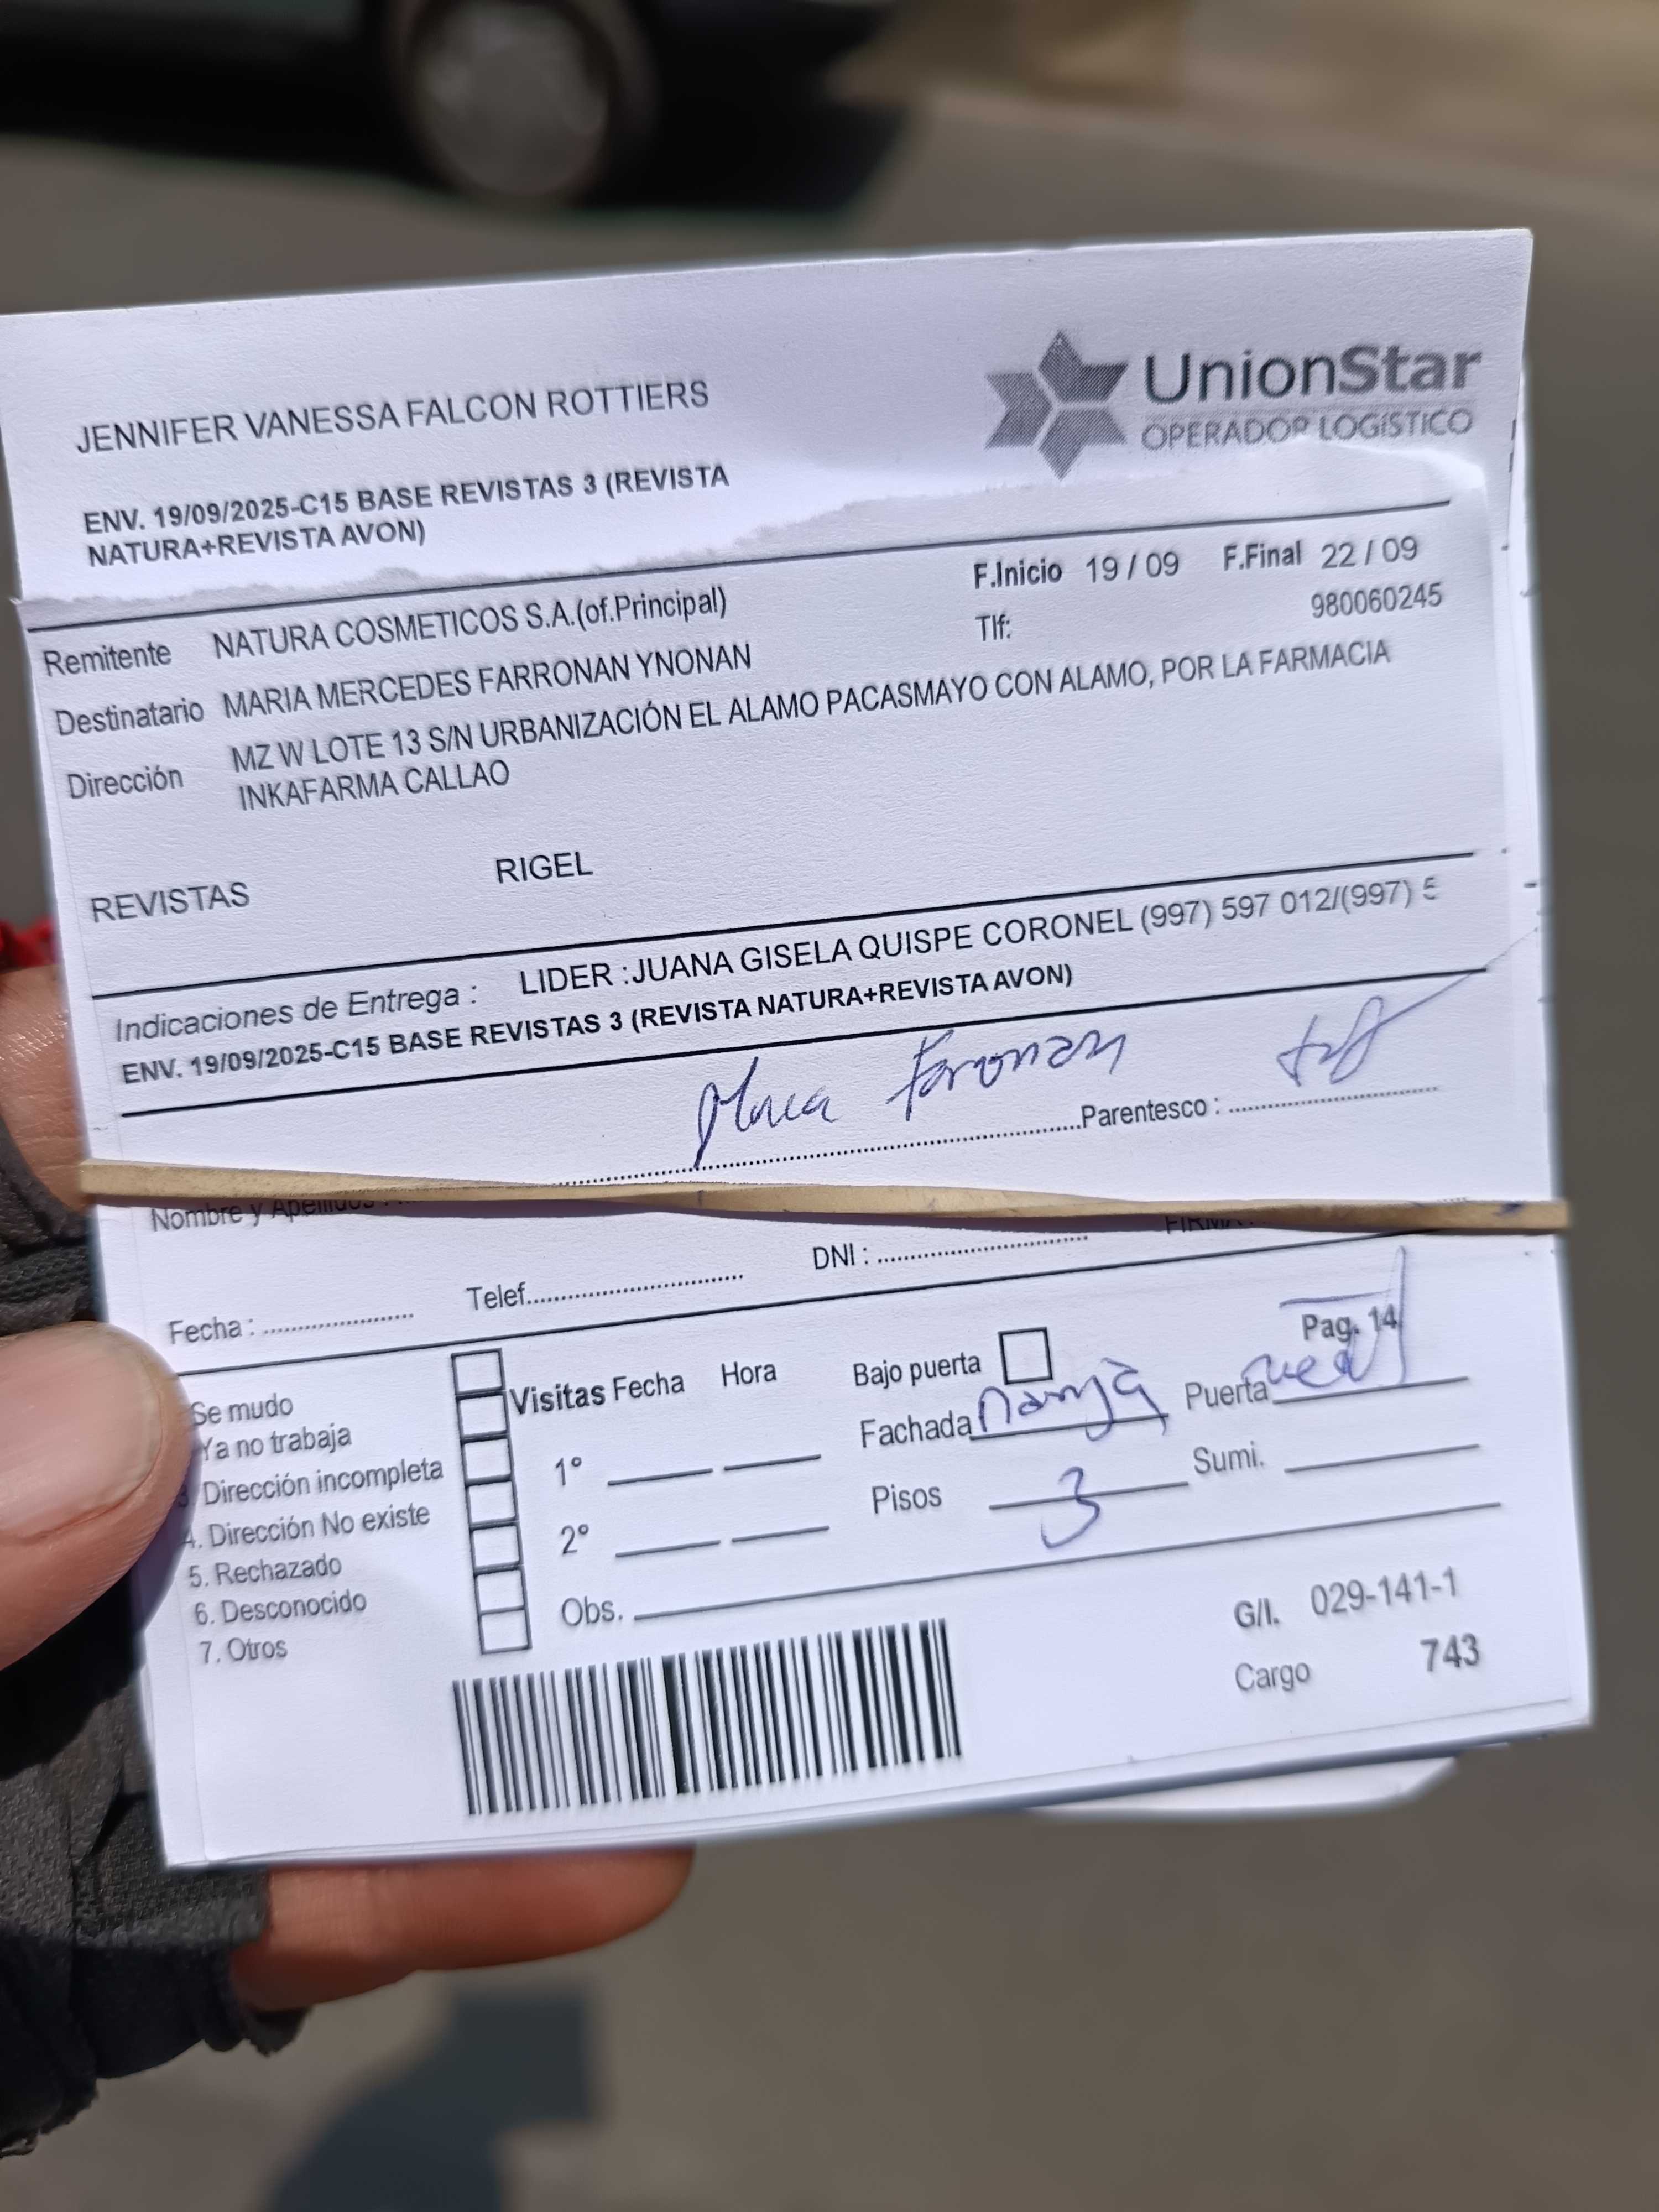 JENNIFER VANESSA FALCON ROTTIERS
UnionStar
OPERADOR LOGÍSTICO
ENV. 19/09/2025-C15 BASE REVISTAS 3 (REVISTA
NATURA+REVISTA AVON)
F.Inicio 19 / 09 F.Final 22 / 09
Remitente NATURA COSMETICOS S.A.(of.Principal)
Tlf: 980060245
Destinatario MARIA MERCEDES FARRONAN YNONAN
Dirección MZ W LOTE 13 S/N URBANIZACIÓN EL ALAMO PACASMAYO CON ALAMO, POR LA FARMACIA
INKAFARMA CALLAO
REVISTAS RIGEL
Indicaciones de Entrega : LIDER :JUANA GISELA QUISPE CORONEL (997) 597 012/(997) 5
ENV. 19/09/2025-C15 BASE REVISTAS 3 (REVISTA NATURA+REVISTA AVON)
Farronan
Parentesco :
Nombre y Apellidos
FIRMA
Fecha : Telef. DNI :
Pag. 14
Se mudo
Ya no trabaja
Dirección incompleta
4. Dirección No existe
5. Rechazado
6. Desconocido
7. Otros
Visitas Fecha Hora
1°
2°
Obs.
Bajo puerta
Fachada Puerta
Pisos 3 Sumi.
G/I. 029-141-1
Cargo 743